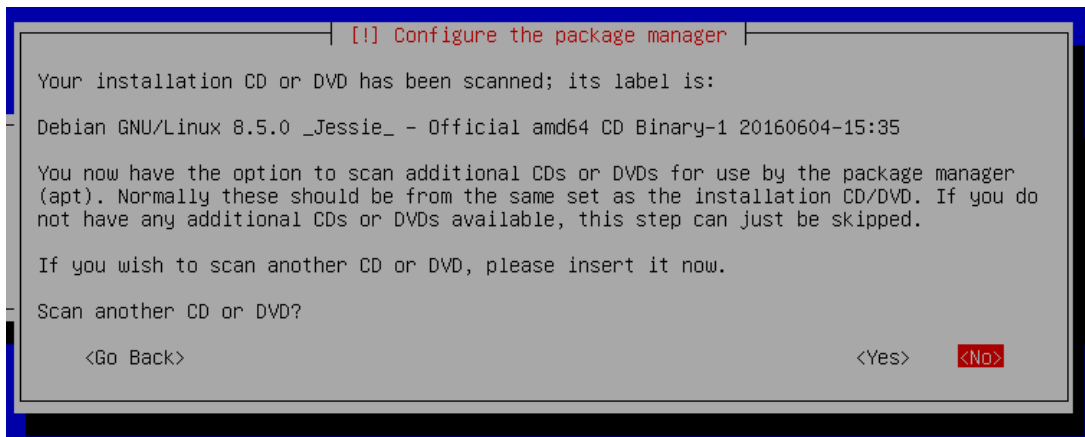 [!] Configure the package manager
Your installation CD or DVD has been scanned; its label is:
Debian GNU/Linux 8.5.0 _Jessie_ - Official amd64 CD Binary-1 20160604-15:35
You now have the option to scan additional CDs or DVDs for use by the package manager
(apt). Normally these should be from the same set as the installation CD/DVD. If you do
not have any additional CDs or DVDs available, this step can just be skipped.
If you wish to scan another CD or DVD, please insert it now.
Scan another CD or DVD?
<Go Back> <Yes> <No>